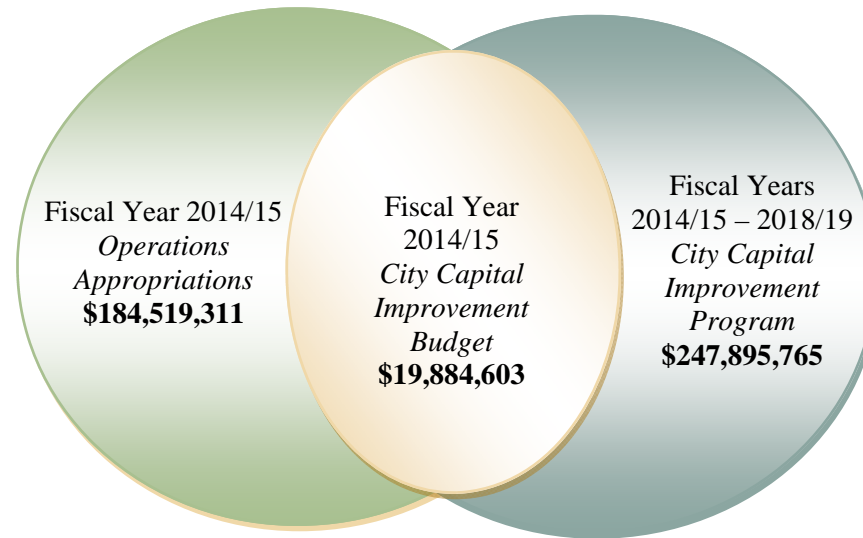 Fiscal Year 2014/15
Operations
Appropriations
$184,519,311
Fiscal Year
2014/15
City Capital
Improvement
Budget
$19,884,603
Fiscal Years
2014/15 – 2018/19
City Capital
Improvement
Program
$247,895,765